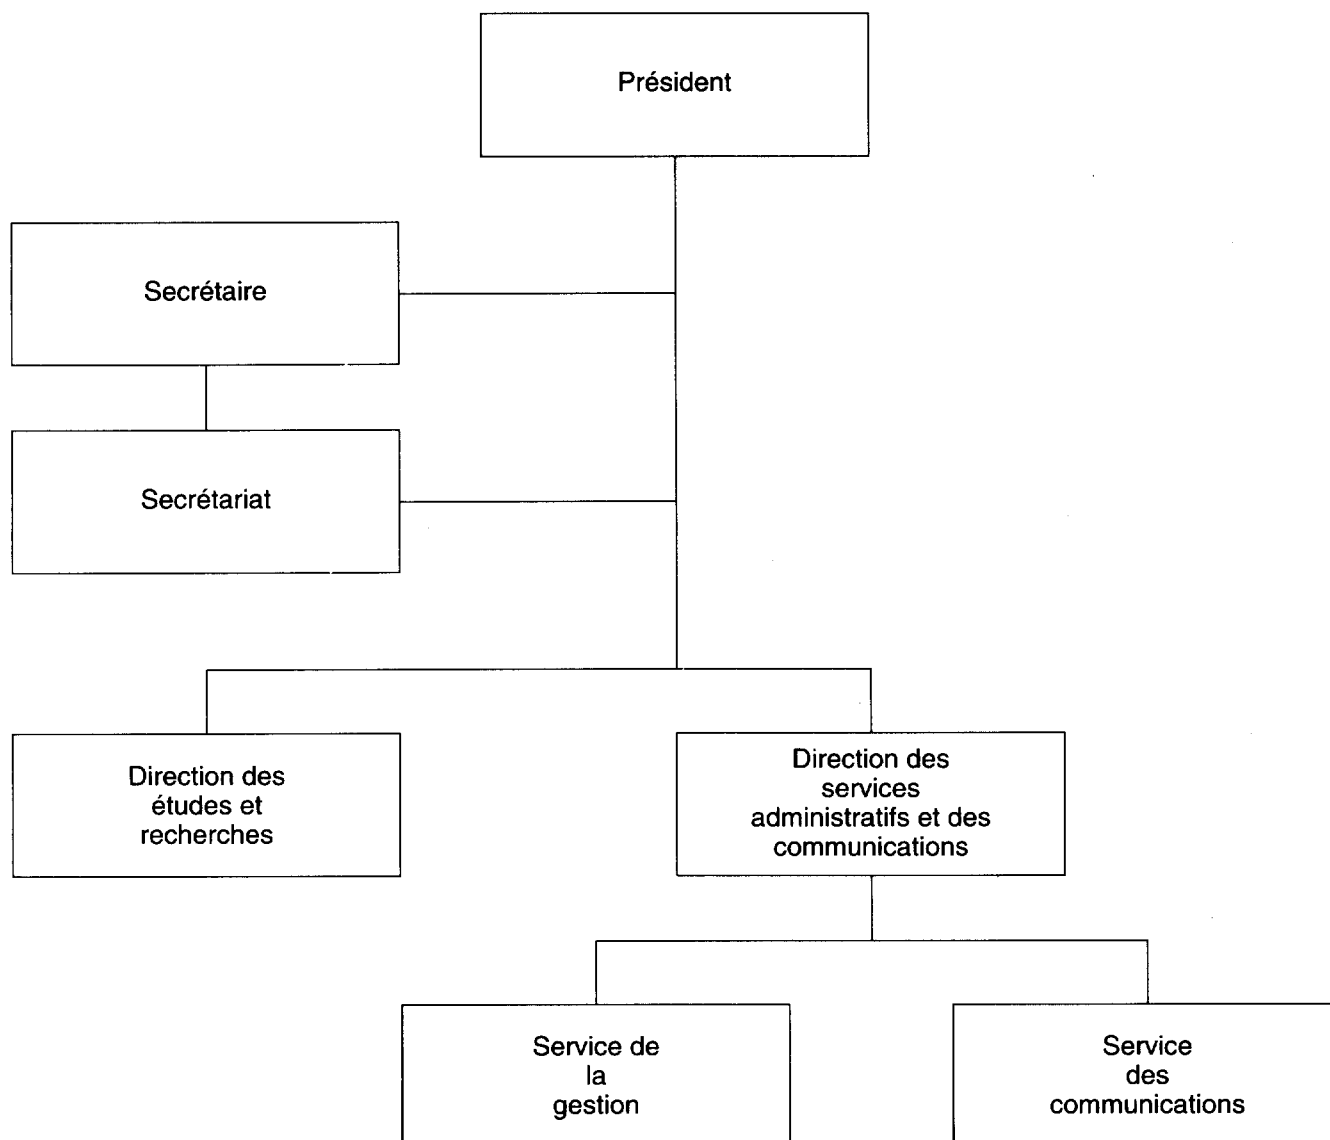 Président
Secrétaire
Secrétariat
Direction des
études et
recherches
Direction des
services
administratifs et des
communications
Service de
la
gestion
Service
des
communications